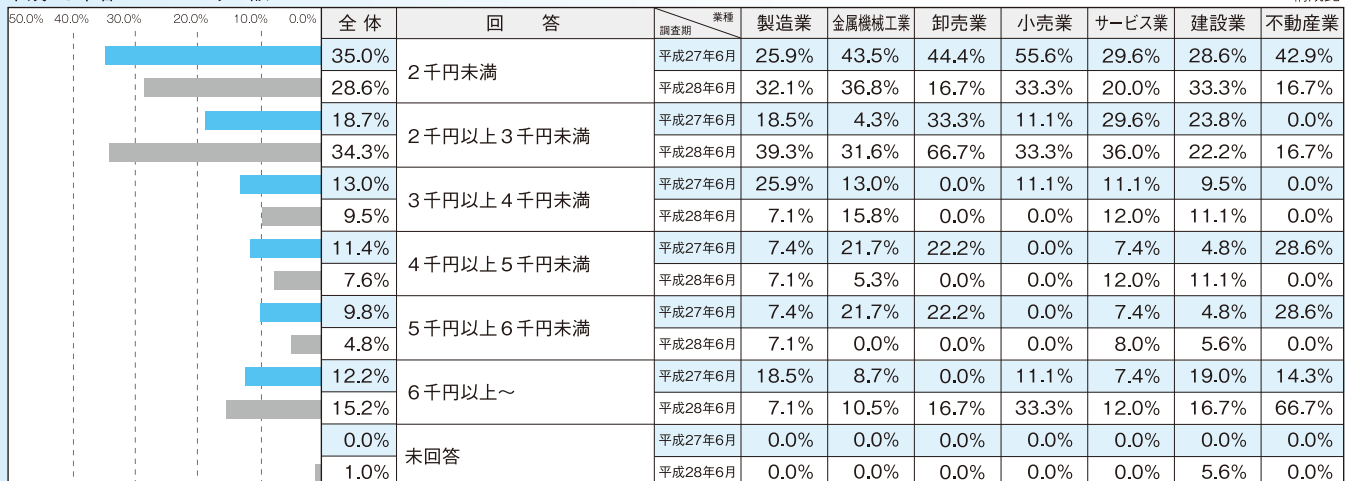 50.0% 40.0% 30.0% 20.0% 10.0% 0.0% 全体 回答 業種 調査期 製造業 金属機械工業 卸売業 小売業 サービス業 建設業 不動産業
35.0% 2千円未満 平成27年6月 25.9% 43.5% 44.4% 55.6% 29.6% 28.6% 42.9%
28.6% 平成28年6月 32.1% 36.8% 16.7% 33.3% 20.0% 33.3% 16.7%
18.7% 2千円以上3千円未満 平成27年6月 18.5% 4.3% 33.3% 11.1% 29.6% 23.8% 0.0%
34.3% 平成28年6月 39.3% 31.6% 66.7% 33.3% 36.0% 22.2% 16.7%
13.0% 3千円以上4千円未満 平成27年6月 25.9% 13.0% 0.0% 11.1% 11.1% 9.5% 0.0%
9.5% 平成28年6月 7.1% 15.8% 0.0% 0.0% 12.0% 11.1% 0.0%
11.4% 4千円以上5千円未満 平成27年6月 7.4% 21.7% 22.2% 0.0% 7.4% 4.8% 28.6%
7.6% 平成28年6月 7.1% 5.3% 0.0% 0.0% 12.0% 11.1% 0.0%
9.8% 5千円以上6千円未満 平成27年6月 7.4% 21.7% 22.2% 0.0% 7.4% 4.8% 28.6%
4.8% 平成28年6月 7.1% 0.0% 0.0% 0.0% 8.0% 5.6% 0.0%
12.2% 6千円以上～ 平成27年6月 18.5% 8.7% 0.0% 11.1% 7.4% 19.0% 14.3%
15.2% 平成28年6月 7.1% 10.5% 16.7% 33.3% 12.0% 16.7% 66.7%
0.0% 未回答 平成27年6月 0.0% 0.0% 0.0% 0.0% 0.0% 0.0% 0.0%
1.0% 平成28年6月 0.0% 0.0% 0.0% 0.0% 0.0% 5.6% 0.0%